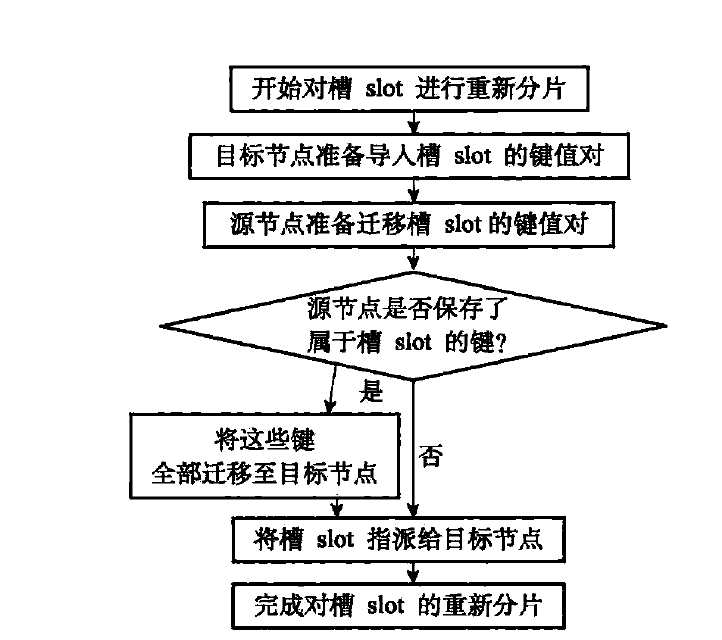 开始对槽 slot 进行重新分片
目标节点准备导入槽 slot 的键值对
源节点准备迁移槽 slot的键值对
源节点是否保存了
属于槽 slot 的键?
是
将这些键
全部迁移至目标节点
否
将槽 slot 指派给目标节点
完成对槽 slot 的重新分片